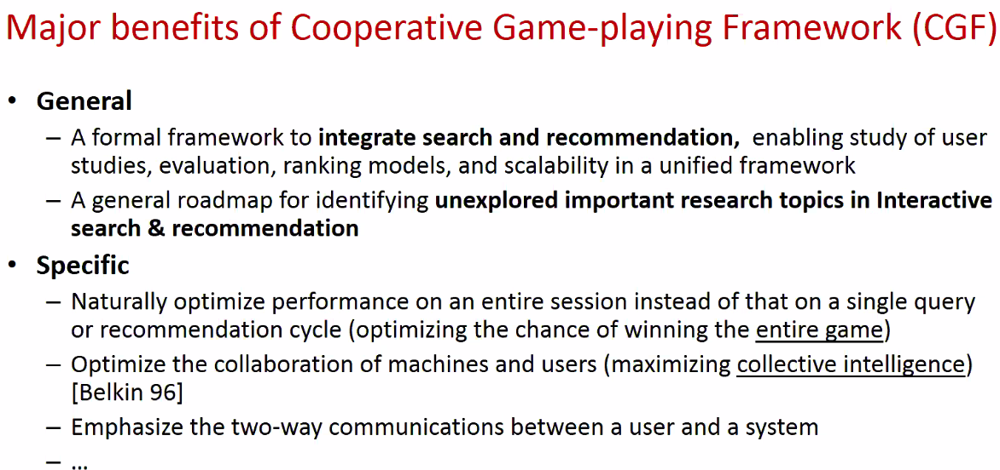 Major benefits of Cooperative Game-playing Framework (CGF)
• General
– A formal framework to integrate search and recommendation, enabling study of user
studies, evaluation, ranking models, and scalability in a unified framework
– A general roadmap for identifying unexplored important research topics in Interactive
search & recommendation
• Specific
– Naturally optimize performance on an entire session instead of that on a single query
or recommendation cycle (optimizing the chance of winning the entire game)
– Optimize the collaboration of machines and users (maximizing collective intelligence)
[Belkin 96]
– Emphasize the two-way communications between a user and a system
– ...